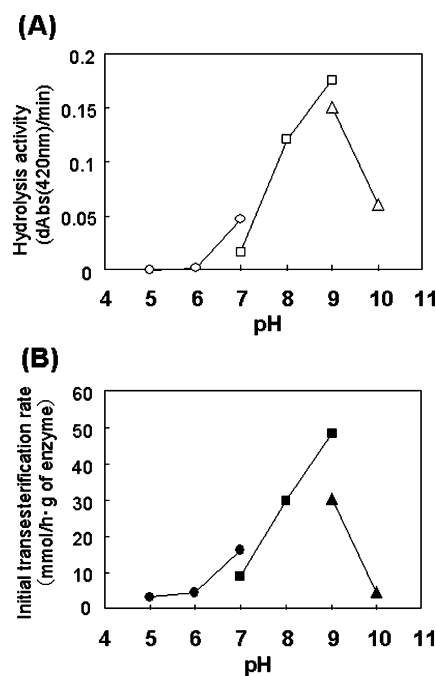 (A)
Hydrolysis activity
(dAbs(420nm)/min)
0.2
0.15
0.1
0.05
0
4 5 6 7 8 9 10 11
pH
(B)
Initial transesterification rate
(mmol/h· g of enzyme)
60
50
40
30
20
10
0
4 5 6 7 8 9 10 11
pH